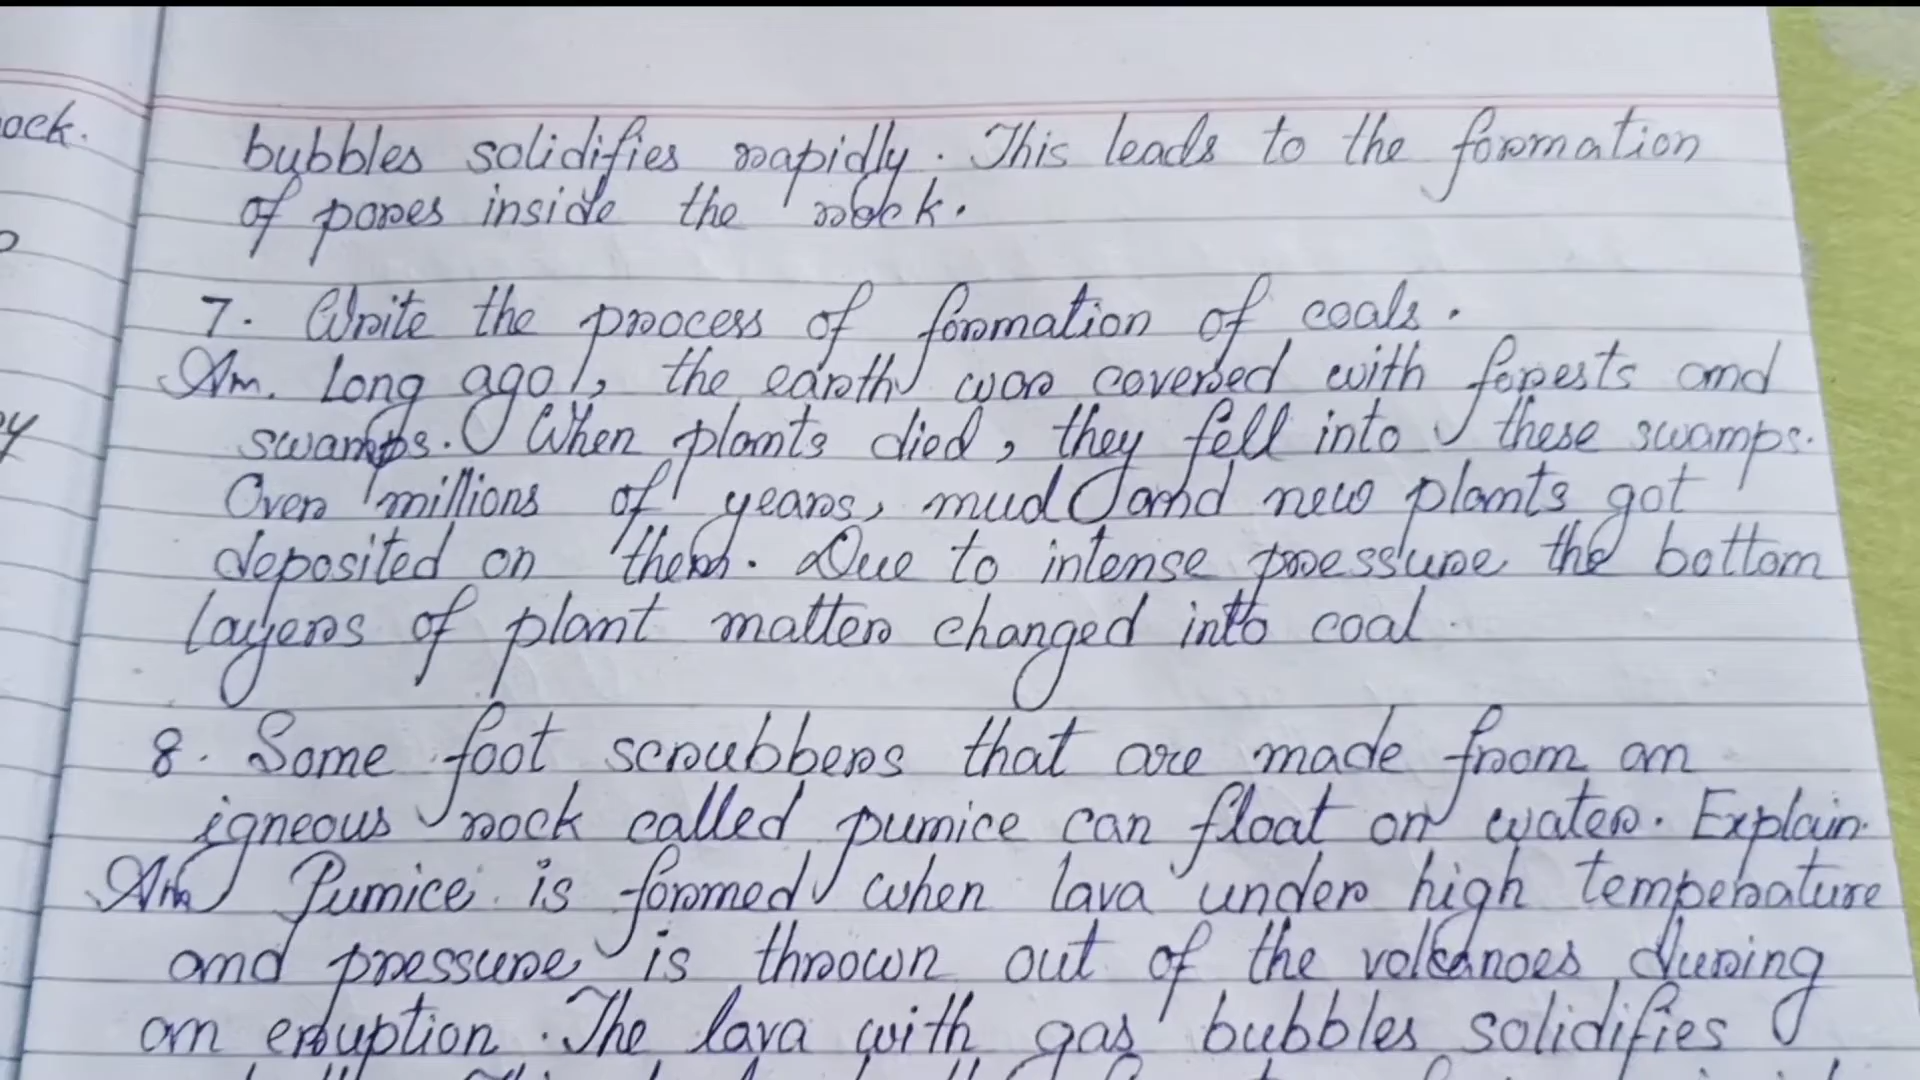 ock.
bubbles solidifies rapidly. This leads to the formation
of pores inside the rock.
7. Write the process of formation of coals.
Ans. Long ago, the earth was covered with forests and
swamps. When plants died, they fell into these swamps.
Over millions of years, mud and new plants got
deposited on them. Due to intense pressure the bottom
layers of plant matter changed into coal.
8. Some foot scrubbers that are made from an
igneous rock called pumice can float on water. Explain.
Ans Pumice is formed when lava under high temperature
and pressure is thrown out of the volcanoes during
an eruption. The lava with gas bubbles solidifies